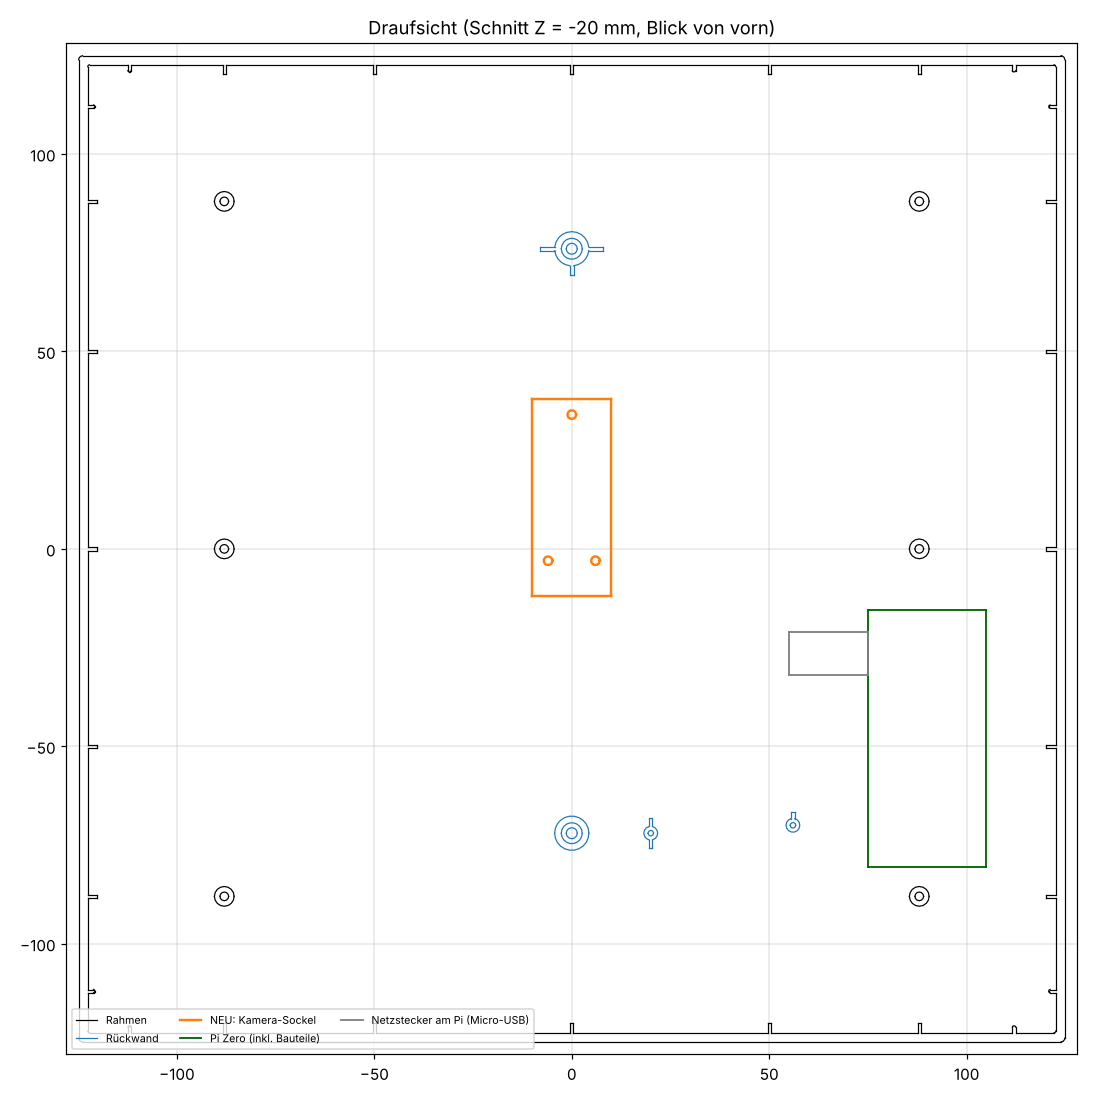 Draufsicht (Schnitt Z = -20 mm, Blick von vorn)
100
50
0
−50
−100
Rahmen
Rückwand
NEU: Kamera-Sockel
Pi Zero (inkl. Bauteile)
Netzstecker am Pi (Micro-USB)
−100
−50
0
50
100